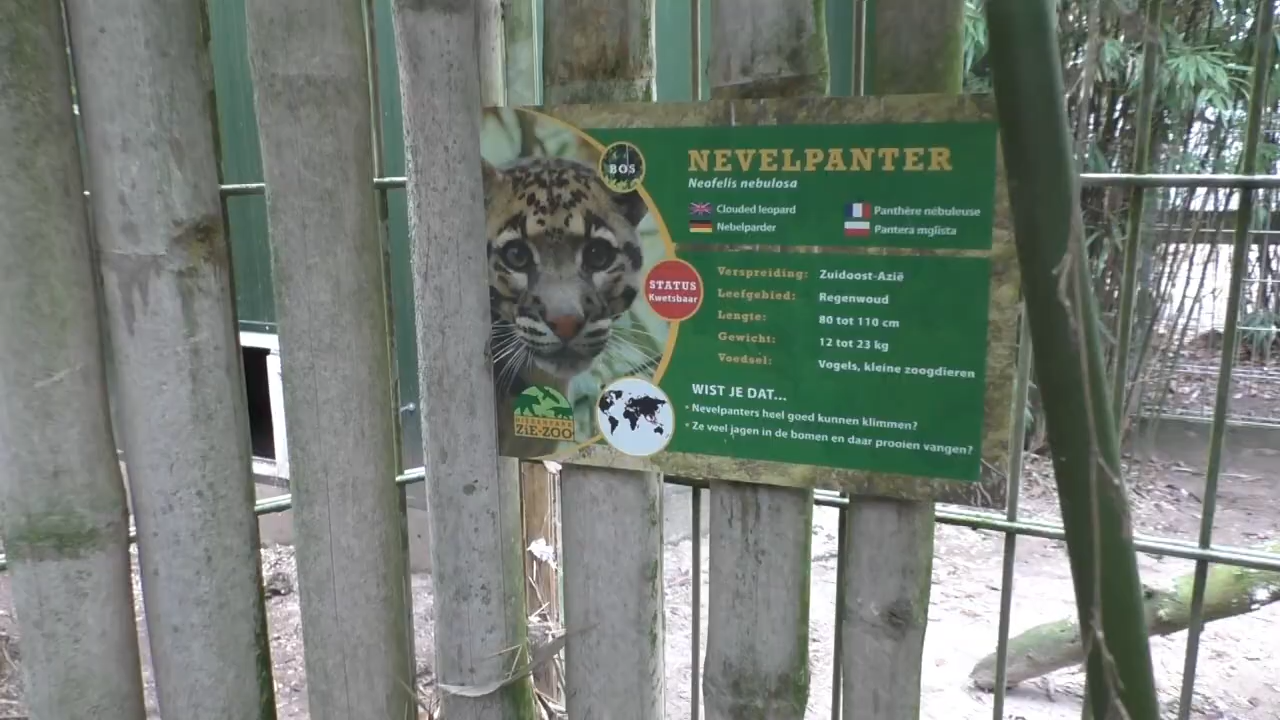 BOS
NEVELPANTER
Neofelis nebulosa
Clouded leopard
Panthère nébuleuse
Nebelparder
Pantera mglista
STATUS
Kwetsbaar
Verspreiding: Zuidoost-Azië
Leefgebied: Regenwoud
Lengte: 80 tot 110 cm
Gewicht: 12 tot 23 kg
Voedsel: Vogels, kleine zoogdieren
WIST JE DAT...
• Nevelpanters heel goed kunnen klimmen?
• Ze veel jagen in de bomen en daar prooien vangen?
DIERENPARK
ZIE-ZOO